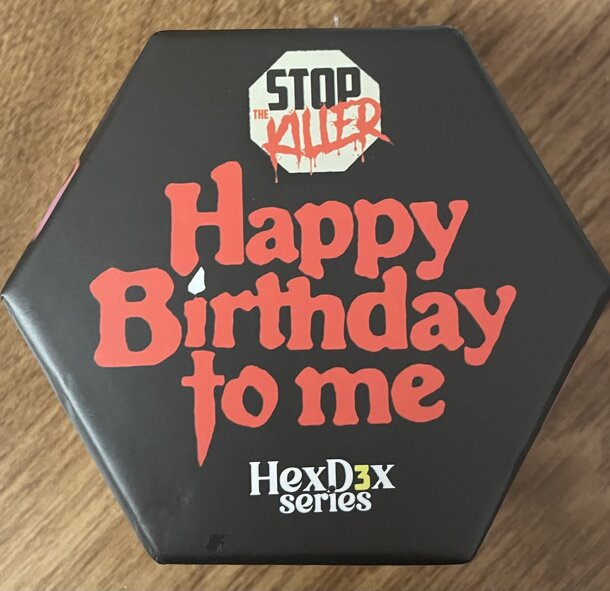 STOP
THE
KILLER
Happy
Birthday
to me
HexD3x
series